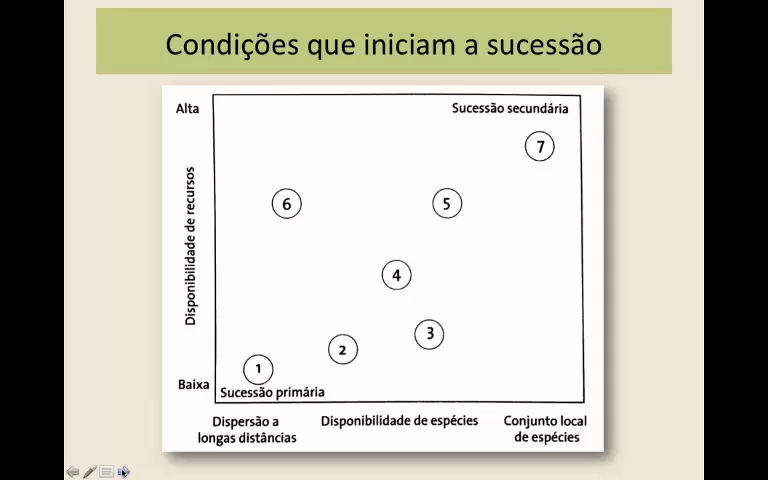 Condições que iniciam a sucessão
Alta
Sucessão secundária
7
6
5
Disponibilidade de recursos
4
3
2
1
Baixa
Sucessão primária
Dispersão a
longas distâncias
Disponibilidade de espécies
Conjunto local
de espécies